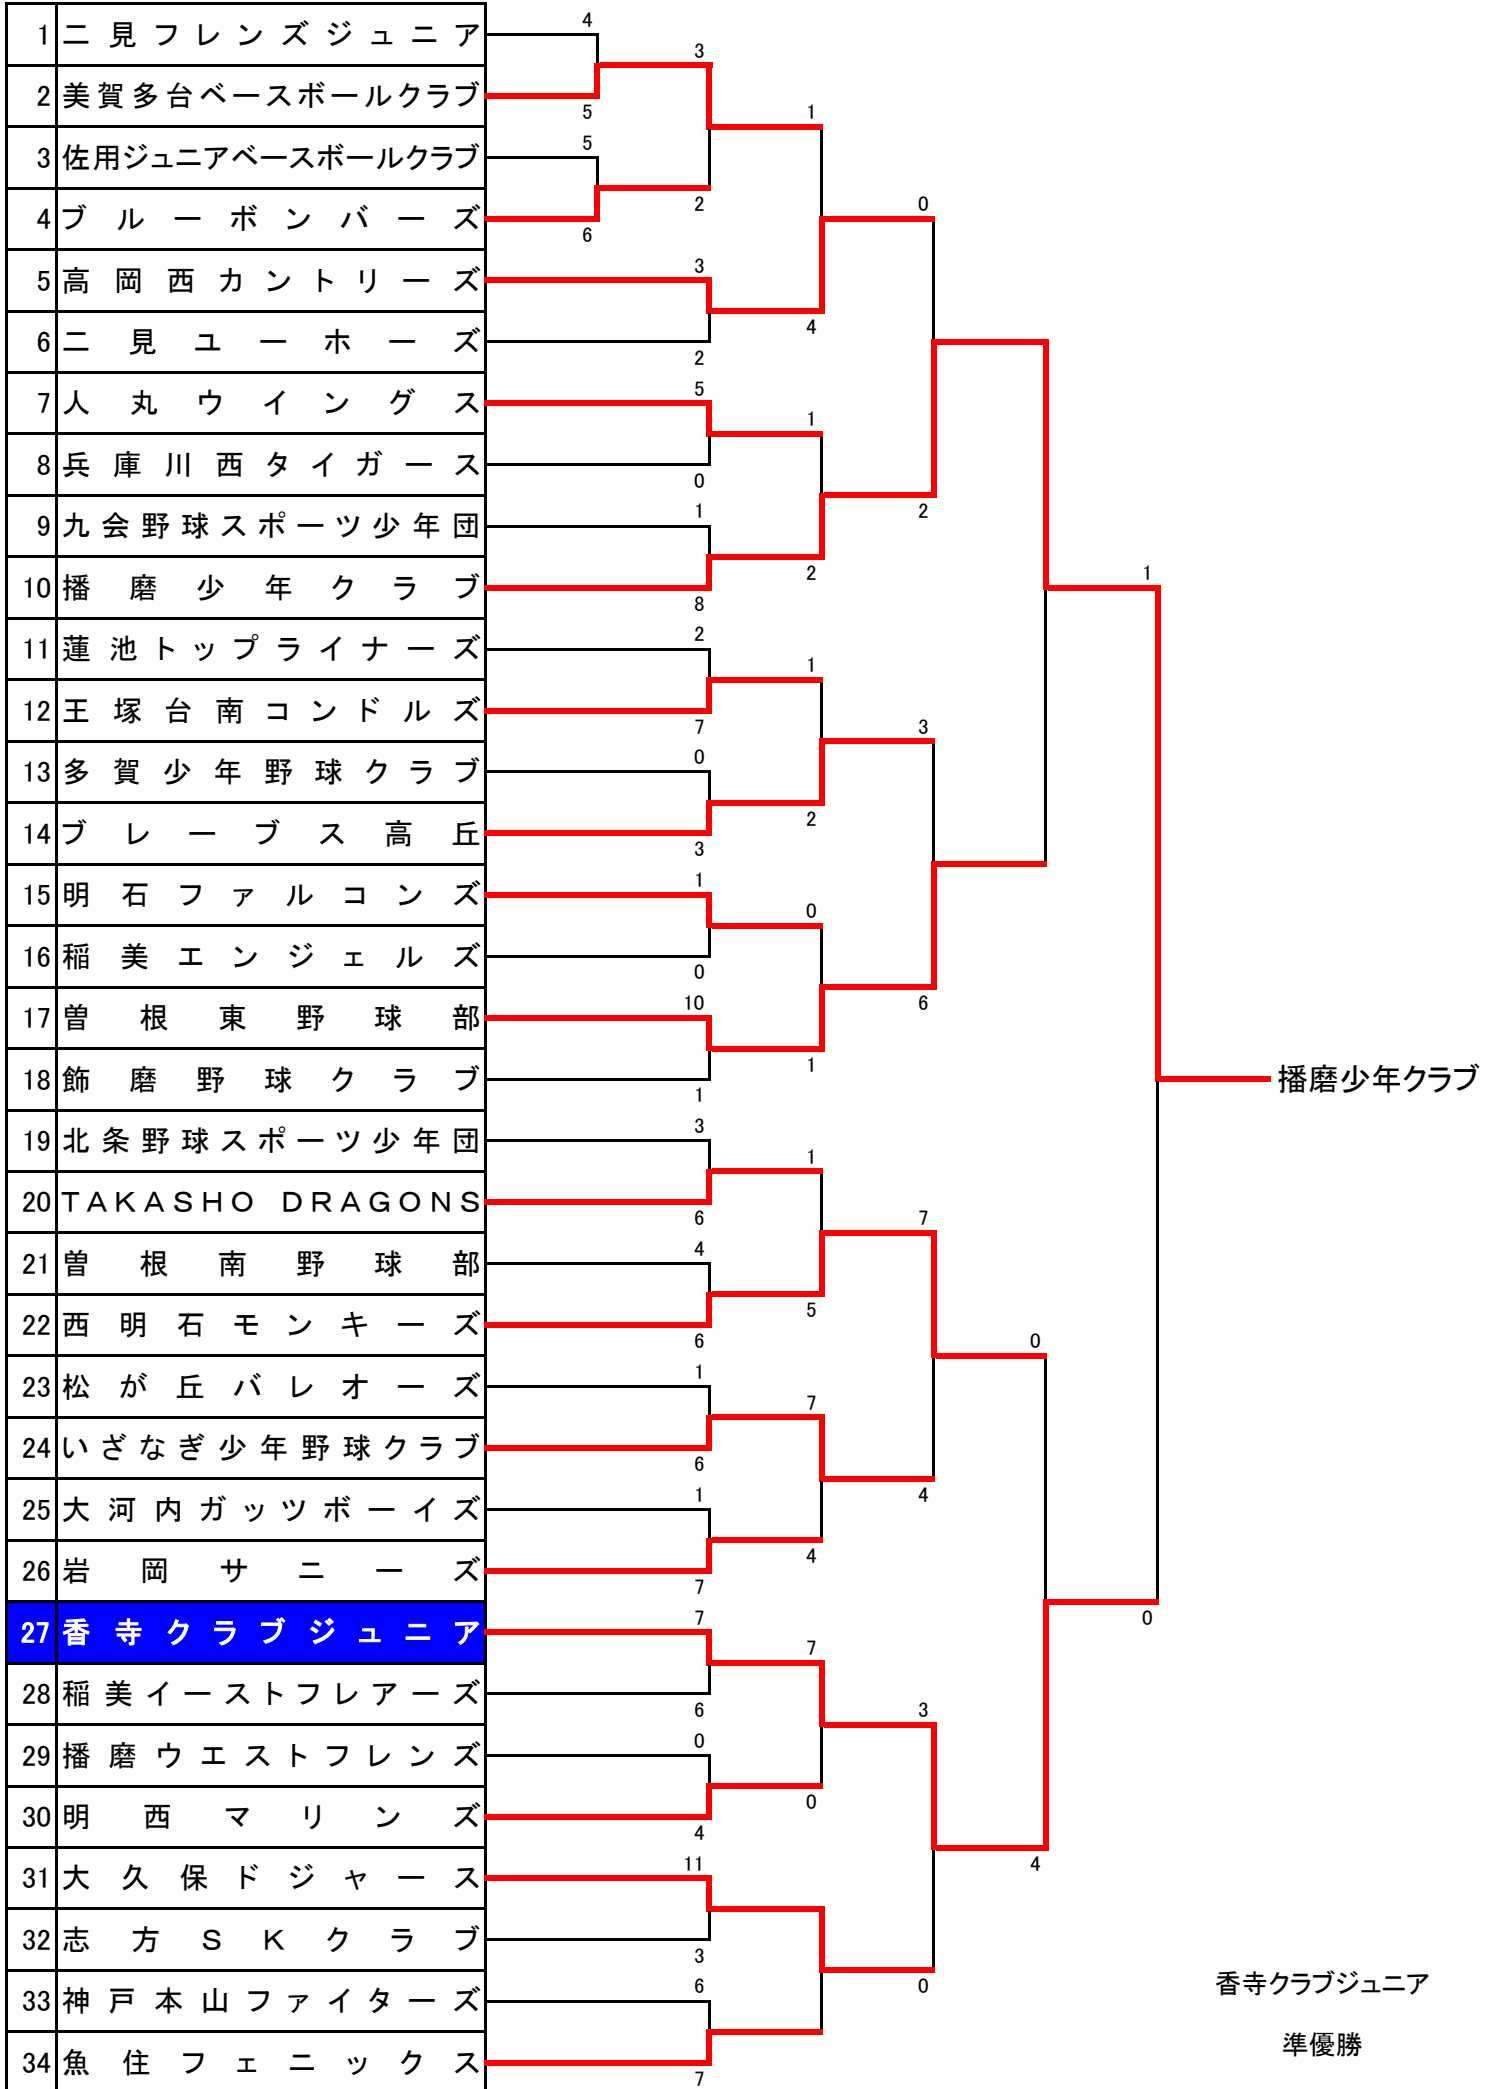 4
1 二見フレンズジュニア
3
2 美賀多台ベースボールクラブ
5
1
5
3 佐用ジュニアベースボールクラブ
2
0
4 ブルーボンバーズ
6
3
5 高岡西カントリーズ
4
6 二見ユーホーズ
2
5
7 人丸ウイングス
1
8 兵庫川西タイガース
0
1
2
9 九会野球スポーツ少年団
2
1
10 播磨少年クラブ
8
2
11 蓮池トップライナーズ
1
12 王塚台南コンドルズ
7
3
0
13 多賀少年野球クラブ
2
14 ブレーブス高丘
3
1
15 明石ファルコンズ
0
16 稲美エンジェルズ
0
10
6
17 曽根東野球部
1
18 飾磨野球クラブ
1
播磨少年クラブ
3
19 北条野球スポーツ少年団
1
20 TAKASHO DRAGONS
6
7
4
21 曽根南野球部
5
22 西明石モンキーズ
6
0
1
23 松が丘バレオーズ
7
24 いざなぎ少年野球クラブ
6
1
4
25 大河内ガッツボーイズ
4
26 岩岡サニーズ
7
7
0
27 香寺クラブジュニア
7
28 稲美イーストフレアーズ
6
3
0
29 播磨ウエストフレンズ
0
30 明西マリンズ
4
11
4
31 大久保ドジャース
32 志方SKクラブ
3
6
0
33 神戸本山ファイターズ
香寺クラブジュニア
準優勝
34 魚住フェニックス
7